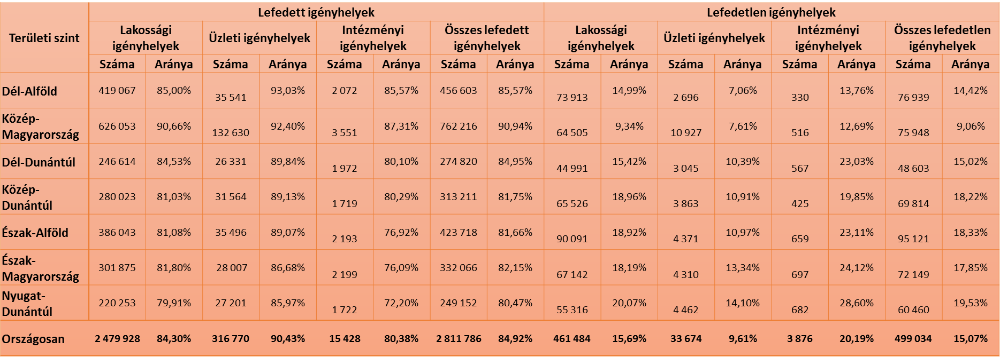 Területi szint Lefedett igényhelyek Lefedetlen igényhelyek
Lakossági igényhelyek Üzleti igényhelyek Intézményi igényhelyek Összes lefedett igényhelyek Lakossági igényhelyek Üzleti igényhelyek Intézményi igényhelyek Összes lefedetlen igényhelyek
Száma Aránya Száma Aránya Száma Aránya Száma Aránya Száma Aránya Száma Aránya Száma Aránya Száma Aránya
Dél-Alföld 419 067 85,00% 35 541 93,03% 2 072 85,57% 456 603 85,57% 73 913 14,99% 2 696 7,06% 330 13,76% 76 939 14,42%
Közép-Magyarország 626 053 90,66% 132 630 92,40% 3 551 87,31% 762 216 90,94% 64 505 9,34% 10 927 7,61% 516 12,69% 75 948 9,06%
Dél-Dunántúl 246 614 84,53% 26 331 89,84% 1 972 80,10% 274 820 84,95% 44 991 15,42% 3 045 10,39% 567 23,03% 48 603 15,02%
Közép-Dunántúl 280 023 81,03% 31 564 89,13% 1 719 80,29% 313 211 81,75% 65 526 18,96% 3 863 10,91% 425 19,85% 69 814 18,22%
Észak-Alföld 386 043 81,08% 35 496 89,07% 2 193 76,92% 423 718 81,66% 90 091 18,92% 4 371 10,97% 659 23,11% 95 121 18,33%
Észak-Magyarország 301 875 81,80% 28 007 86,68% 2 199 76,09% 332 066 82,15% 67 142 18,19% 4 310 13,34% 697 24,12% 72 149 17,85%
Nyugat-Dunántúl 220 253 79,91% 27 201 85,97% 1 722 72,20% 249 152 80,47% 55 316 20,07% 4 462 14,10% 682 28,60% 60 460 19,53%
Országosan 2 479 928 84,30% 316 770 90,43% 15 428 80,38% 2 811 786 84,92% 461 484 15,69% 33 674 9,61% 3 876 20,19% 499 034 15,07%